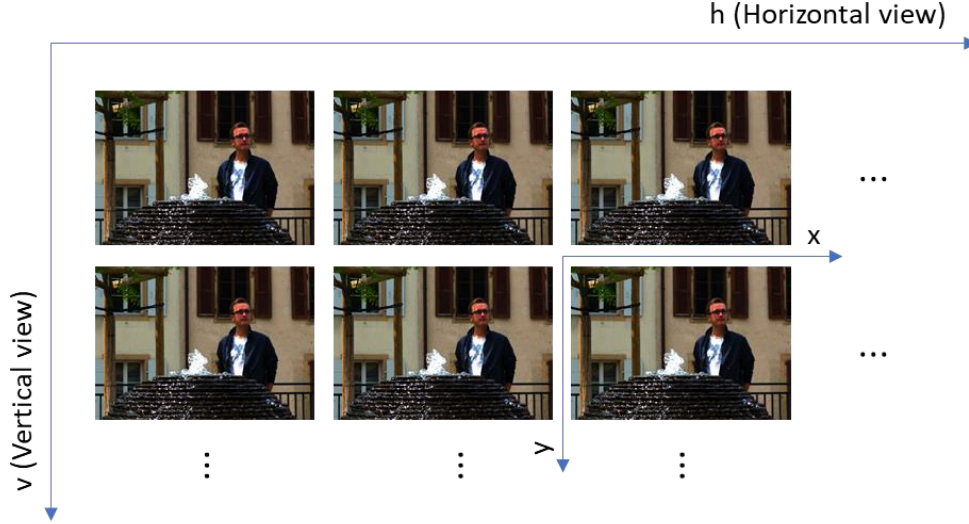 h (Horizontal view)
...
x
v (Vertical view)
...
y
... ... ...